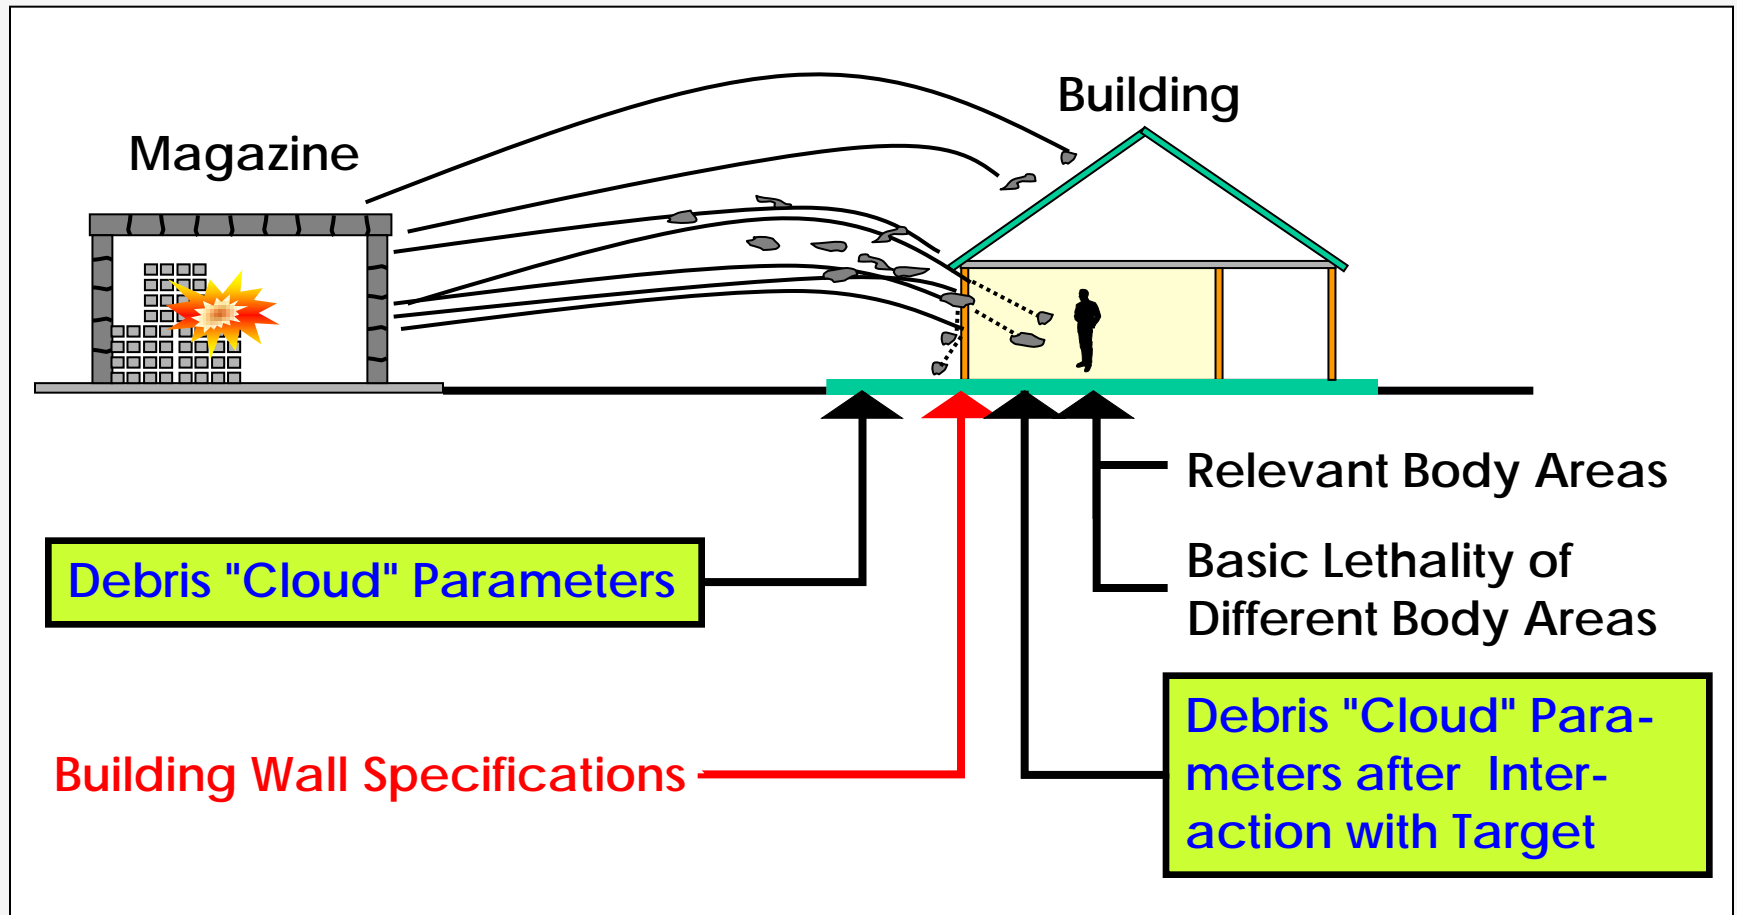 Building
Magazine
Relevant Body Areas
Basic Lethality of
Different Body Areas
Debris "Cloud" Parameters
Debris "Cloud" Para-
meters after Inter-
action with Target
Building Wall Specifications